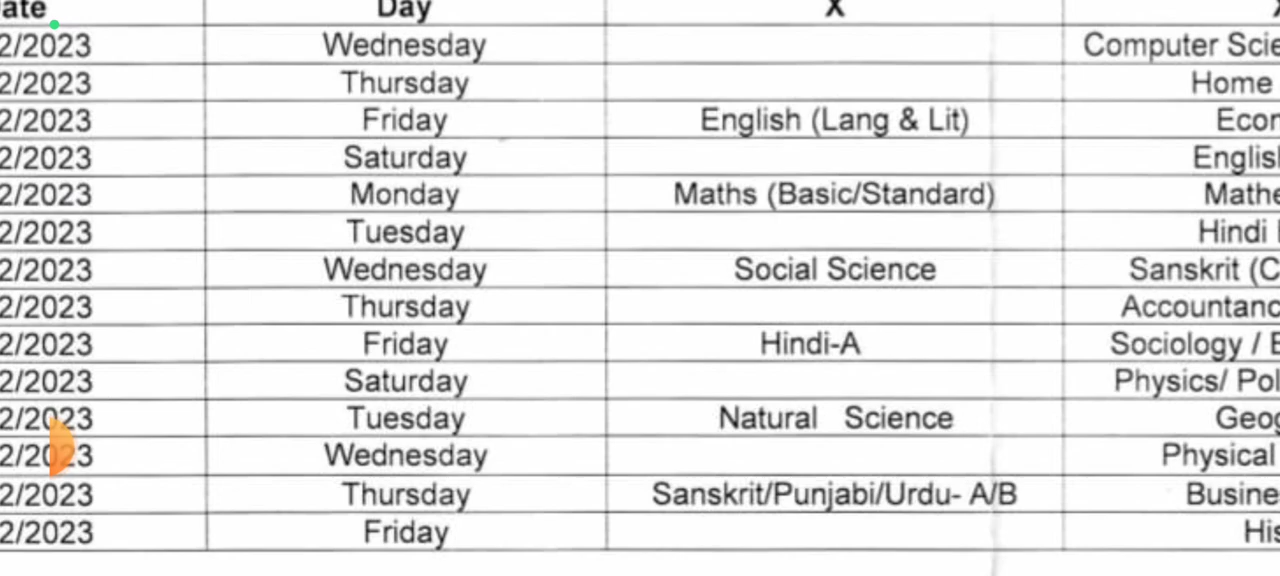 ate Day X
2/2023 Wednesday Computer Scie
2/2023 Thursday Home
2/2023 Friday English (Lang & Lit) Econ
2/2023 Saturday English
2/2023 Monday Maths (Basic/Standard) Mathe
2/2023 Tuesday Hindi
2/2023 Wednesday Social Science Sanskrit (C
2/2023 Thursday Accountanc
2/2023 Friday Hindi-A Sociology /
2/2023 Saturday Physics/ Pol
2/2023 Tuesday Natural Science Geog
2/2023 Wednesday Physical
2/2023 Thursday Sanskrit/Punjabi/Urdu- A/B Busine
2/2023 Friday His